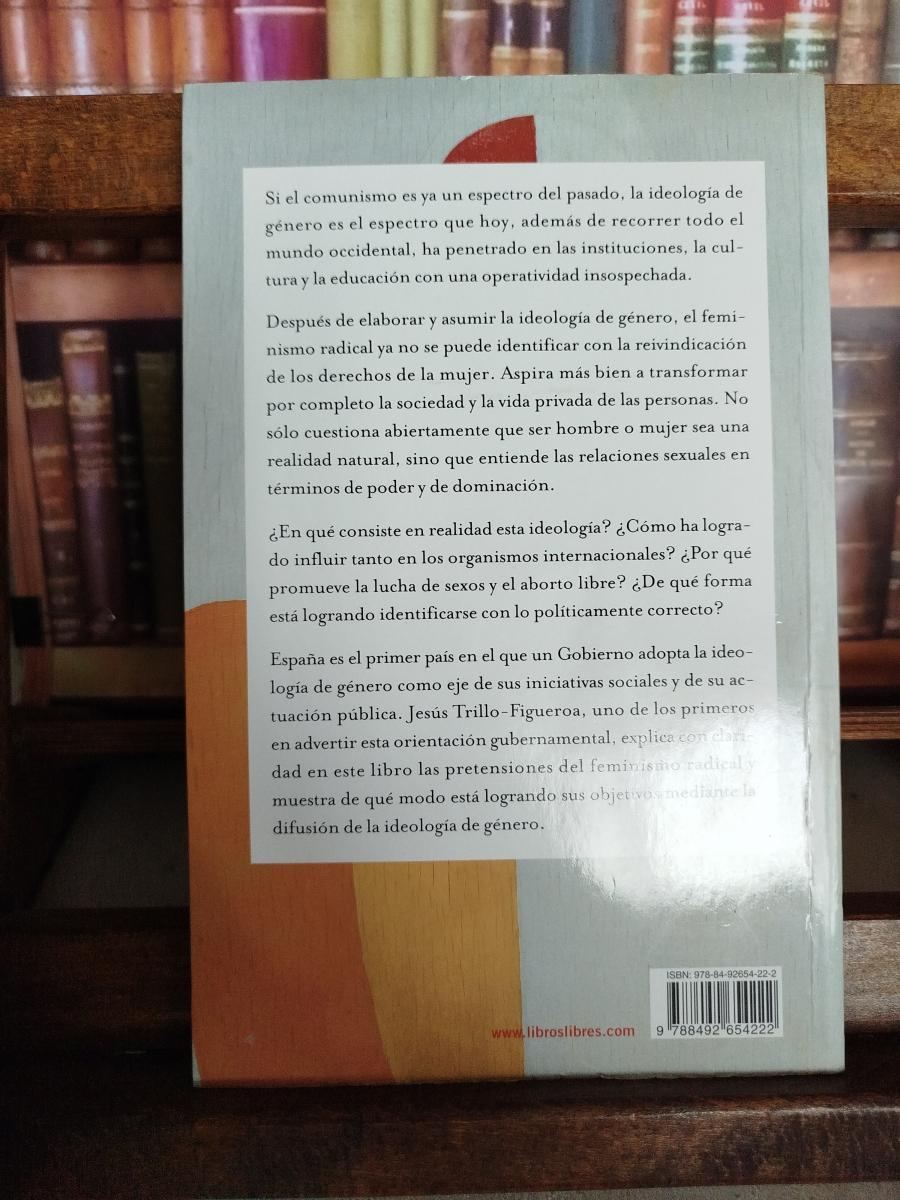 Si el comunismo es ya un espectro del pasado, la ideología de
género es el espectro que hoy, además de recorrer todo el
mundo occidental, ha penetrado en las instituciones, la cul-
tura y la educación con una operatividad insospechada.
Después de elaborar y asumir la ideología de género, el femi-
nismo radical ya no se puede identificar con la reivindicación
de los derechos de la mujer. Aspira más bien a transformar
por completo la sociedad y la vida privada de las personas. No
sólo cuestiona abiertamente que ser hombre o mujer sea una
realidad natural, sino que entiende las relaciones sexuales en
términos de poder y de dominación.
¿En qué consiste en realidad esta ideología? ¿Cómo ha logra-
do influir tanto en los organismos internacionales? ¿Por qué
promueve la lucha de sexos y el aborto libre? ¿De qué forma
está logrando identificarse con lo políticamente correcto?
España es el primer país en el que un Gobierno adopta la ideo-
logía de género como eje de sus iniciativas sociales y de su ac-
tuación pública. Jesús Trillo-Figueroa, uno de los primeros
en advertir esta orientación gubernamental, explica con clari-
dad en este libro las pretensiones del feminismo radical y
muestra de qué modo está logrando sus objetivos mediante la
difusión de la ideología de género.
ISBN: 978-84-92654-22-2
www.libroslibres.com
9 788492 654222